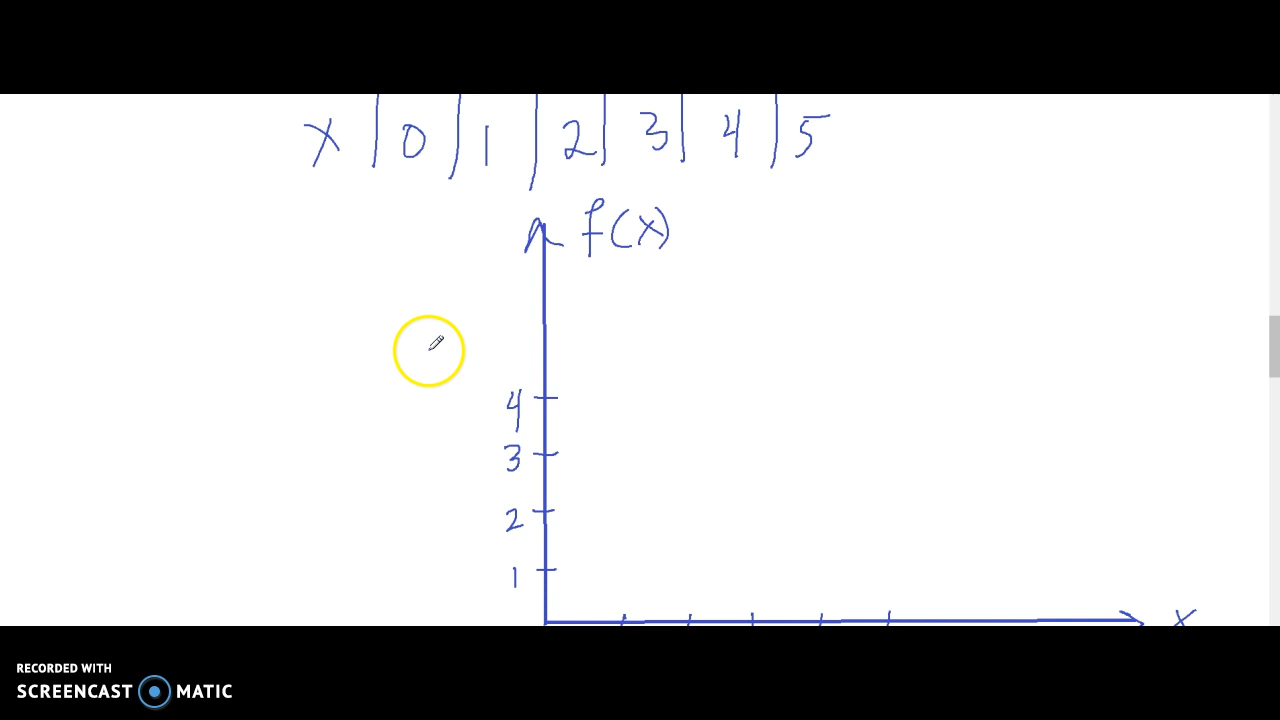 x | 0 | 1 | 2 | 3 | 4 | 5
f(x)
4
3
2
1
x
RECORDED WITH
SCREENCAST MATIC